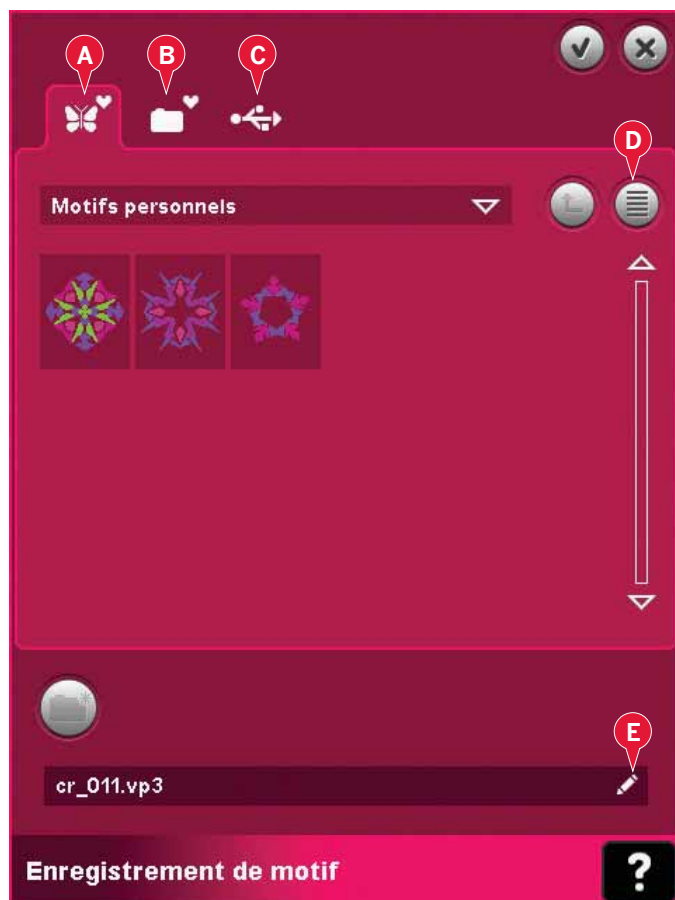 A
B
C
D
Motifs personnels
E
cr_011.vp3
Enregistrement de motif
?